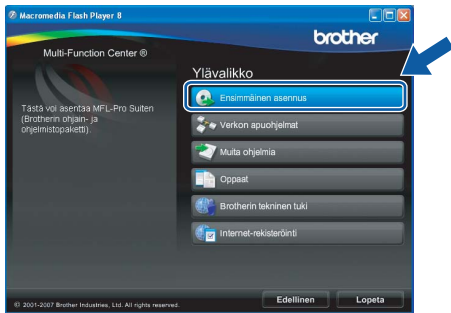 Macromedia Flash Player 8
brother
Multi-Function Center ®
Ylävalikko
Tästä voi asentaa MFL-Pro Suiten
(Brotherin ohjain- ja
ohjelmistopaketti).
Ensimmäinen asennus
Verkon apuohjelmat
Muita ohjelmia
Oppaat
Brotherin tekninen tuki
Internet-rekisteröinti
© 2001-2007 Brother Industries, Ltd. All rights reserved.
Edellinen
Lopeta